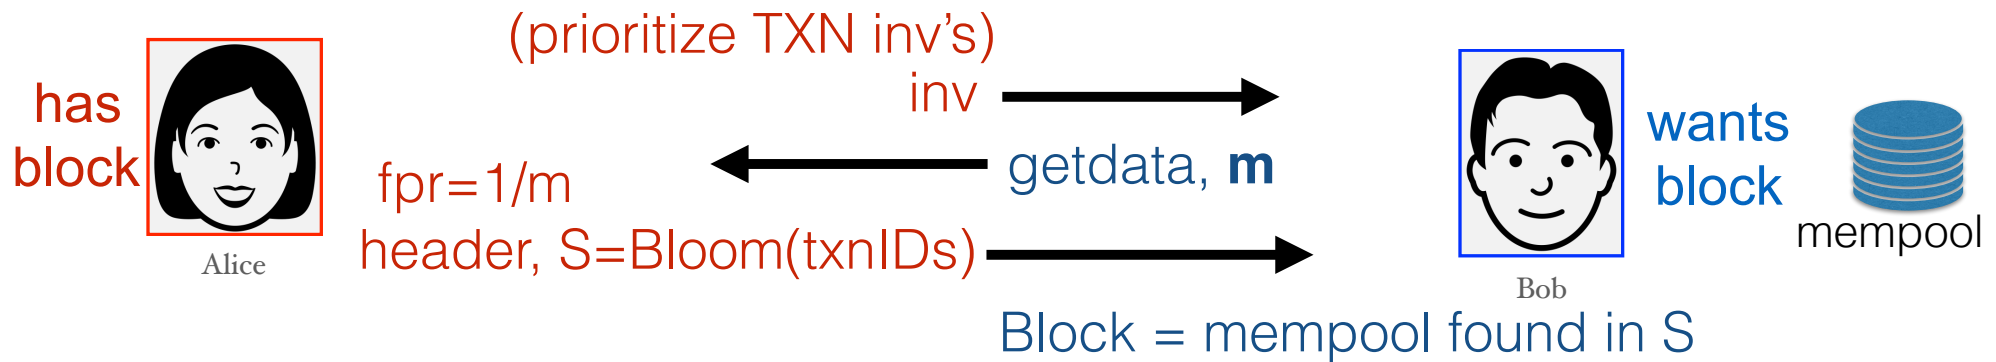 (prioritize TXN inv’s)
has
block
inv
wants
block
getdata, m
fpr=1/m
header, S=Bloom(txnIDs)
mempool
Alice
Bob
Block = mempool found in S